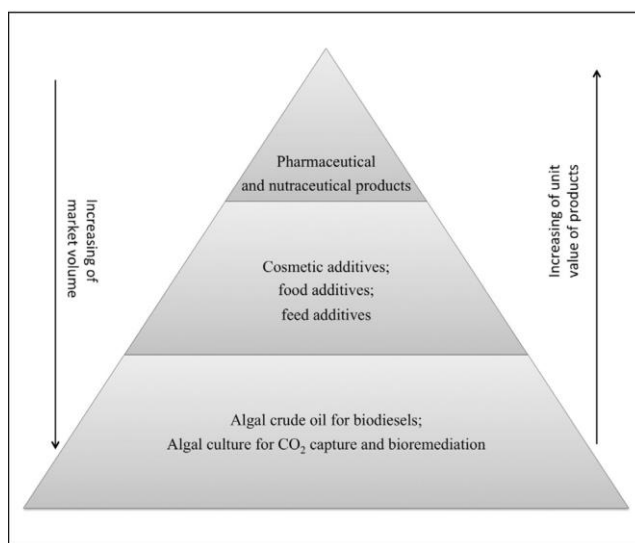 Pharmaceutical
and nutraceutical products
Cosmetic additives;
food additives;
feed additives
Algal crude oil for biodiesels;
Algal culture for CO₂ capture and bioremediation
Increasing of
market volume
Increasing of unit
value of products